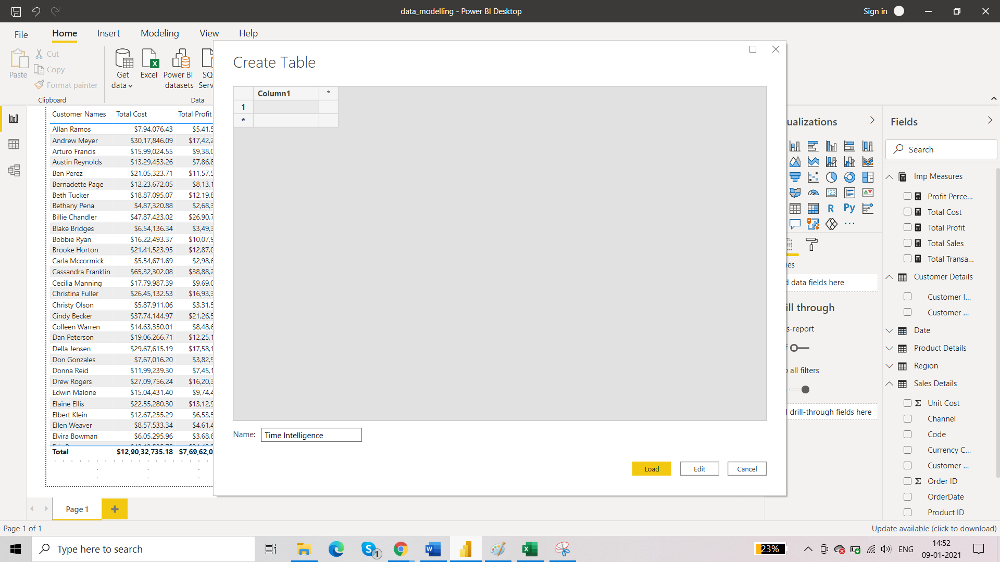 data_modelling - Power BI Desktop
Sign in
File
Home
Insert
Modeling
View
Help
Paste
Cut
Copy
Format painter
Clipboard
Get data
Excel
Power BI datasets
SQ
Serv
Data
Create Table
Column1 *
1
*
Name: Time Intelligence
Load
Edit
Cancel
Customer Names Total Cost Total Profit
Allan Ramos $7,94,076.43 $5,41,5
Andrew Meyer $30,17,846.09 $17,42,2
Arturo Francis $15,99,024.55 $9,38,0
Austin Reynolds $13,29,453.26 $7,86,8
Ben Perez $21,05,323.71 $11,57,5
Bernadette Page $12,23,672.05 $8,13,1
Beth Tucker $18,87,095.07 $12,19,8
Bethany Pena $4,87,320.88 $2,68,3
Billie Chandler $47,87,423.02 $26,90,7
Blake Bridges $6,54,136.34 $3,49,3
Bobbie Ryan $16,22,493.37 $10,07,9
Brooke Horton $21,41,523.95 $12,87,0
Carla Mccormick $5,54,671.69 $2,98,6
Cassandra Franklin $65,32,302.08 $38,88,2
Cecilia Manning $17,79,987.39 $9,69,0
Christina Fuller $26,45,132.53 $16,93,3
Christy Olson $5,87,911.06 $3,31,5
Cindy Becker $37,74,144.97 $21,26,5
Colleen Warren $14,63,350.01 $8,48,6
Dan Peterson $19,06,266.71 $12,25,1
Della Jensen $29,67,615.19 $17,58,1
Don Gonzales $7,67,016.20 $3,82,9
Donna Reid $11,99,239.30 $7,45,1
Drew Rogers $27,09,756.24 $16,20,3
Edwin Malone $15,04,431.40 $9,74,4
Elaine Ellis $22,55,280.30 $13,12,9
Elbert Klein $12,67,255.29 $6,53,5
Ellen Weaver $8,57,533.34 $4,61,4
Elvira Bowman $6,05,295.96 $3,68,6
Total $12,90,32,735.18 $7,69,62,0
ualizations
R
Py
123
...
es
d data fields here
ill through
s-report
all filters
drill-through fields here
Fields
Search
Imp Measures
Profit Perce...
Total Cost
Total Profit
Total Sales
Total Transa...
Customer Details
Customer I...
Customer ...
Date
Product Details
Region
Sales Details
Σ Unit Cost
Channel
Code
Currency C...
Customer ...
Σ Order ID
OrderDate
Product ID
Page 1
+
Page 1 of 1
Update available (click to download)
Type here to search
1
23%
ENG
14:52
09-01-2021